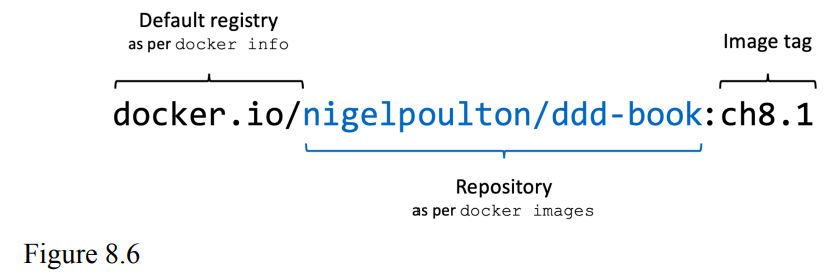 Default registry
as per docker info
Image tag
docker.io/nigelpoulton/ddd-book:ch8.1
Repository
as per docker images
Figure 8.6